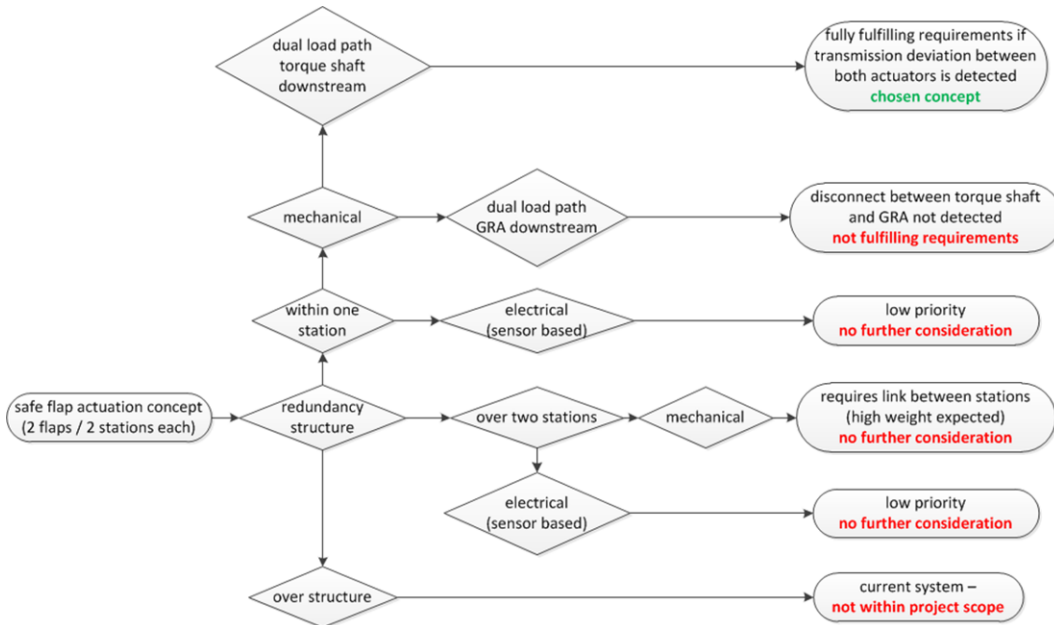 dual load path
torque shaft
downstream
fully fulfilling requirements if
transmission deviation between
both actuators is detected
chosen concept
mechanical
dual load path
GRA downstream
disconnect between torque shaft
and GRA not detected
not fulfilling requirements
within one
station
electrical
(sensor based)
low priority
no further consideration
safe flap actuation concept
(2 flaps / 2 stations each)
redundancy
structure
over two stations
mechanical
requires link between stations
(high weight expected)
no further consideration
electrical
(sensor based)
low priority
no further consideration
over structure
current system –
not within project scope